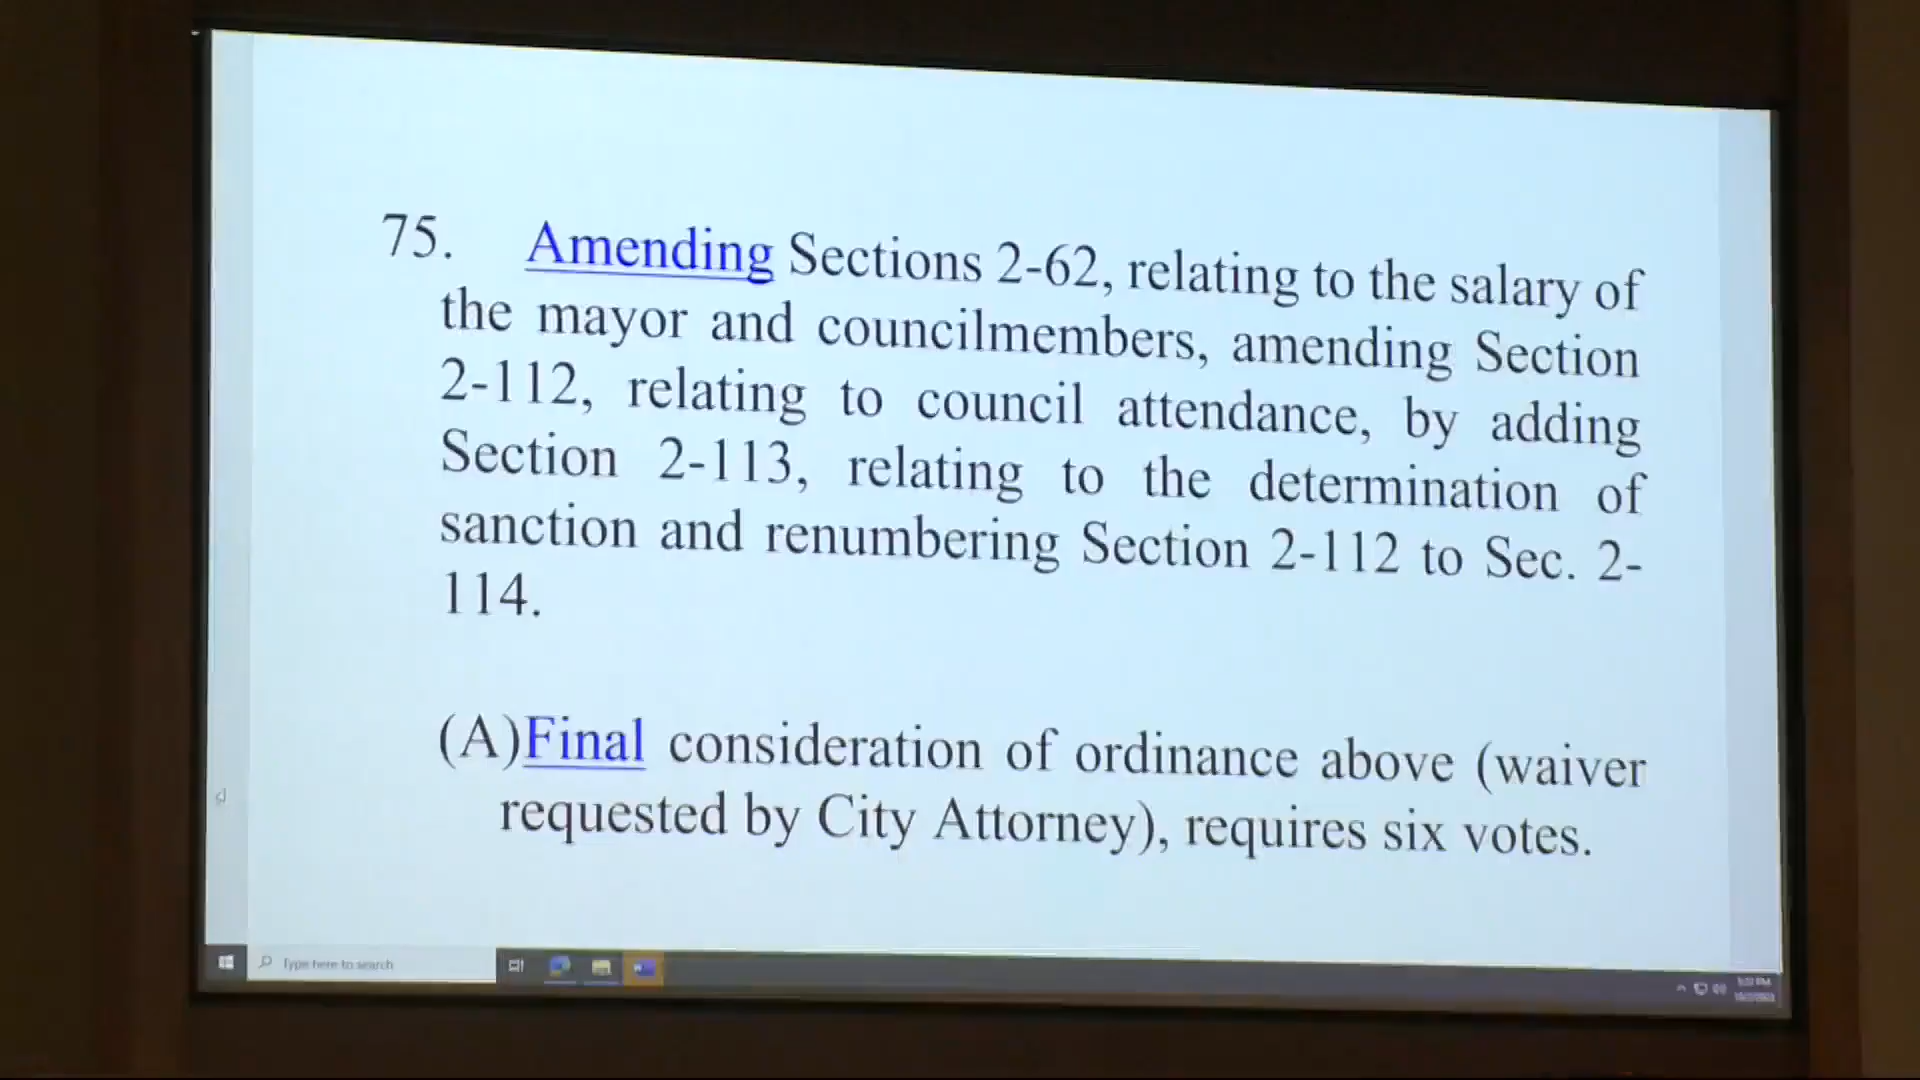 75. Amending Sections 2-62, relating to the salary of
the mayor and councilmembers, amending Section
2-112, relating to council attendance, by adding
Section 2-113, relating to the determination of
sanction and renumbering Section 2-112 to Sec. 2-
114.
(A)Final consideration of ordinance above (waiver
requested by City Attorney), requires six votes.
Type here to search